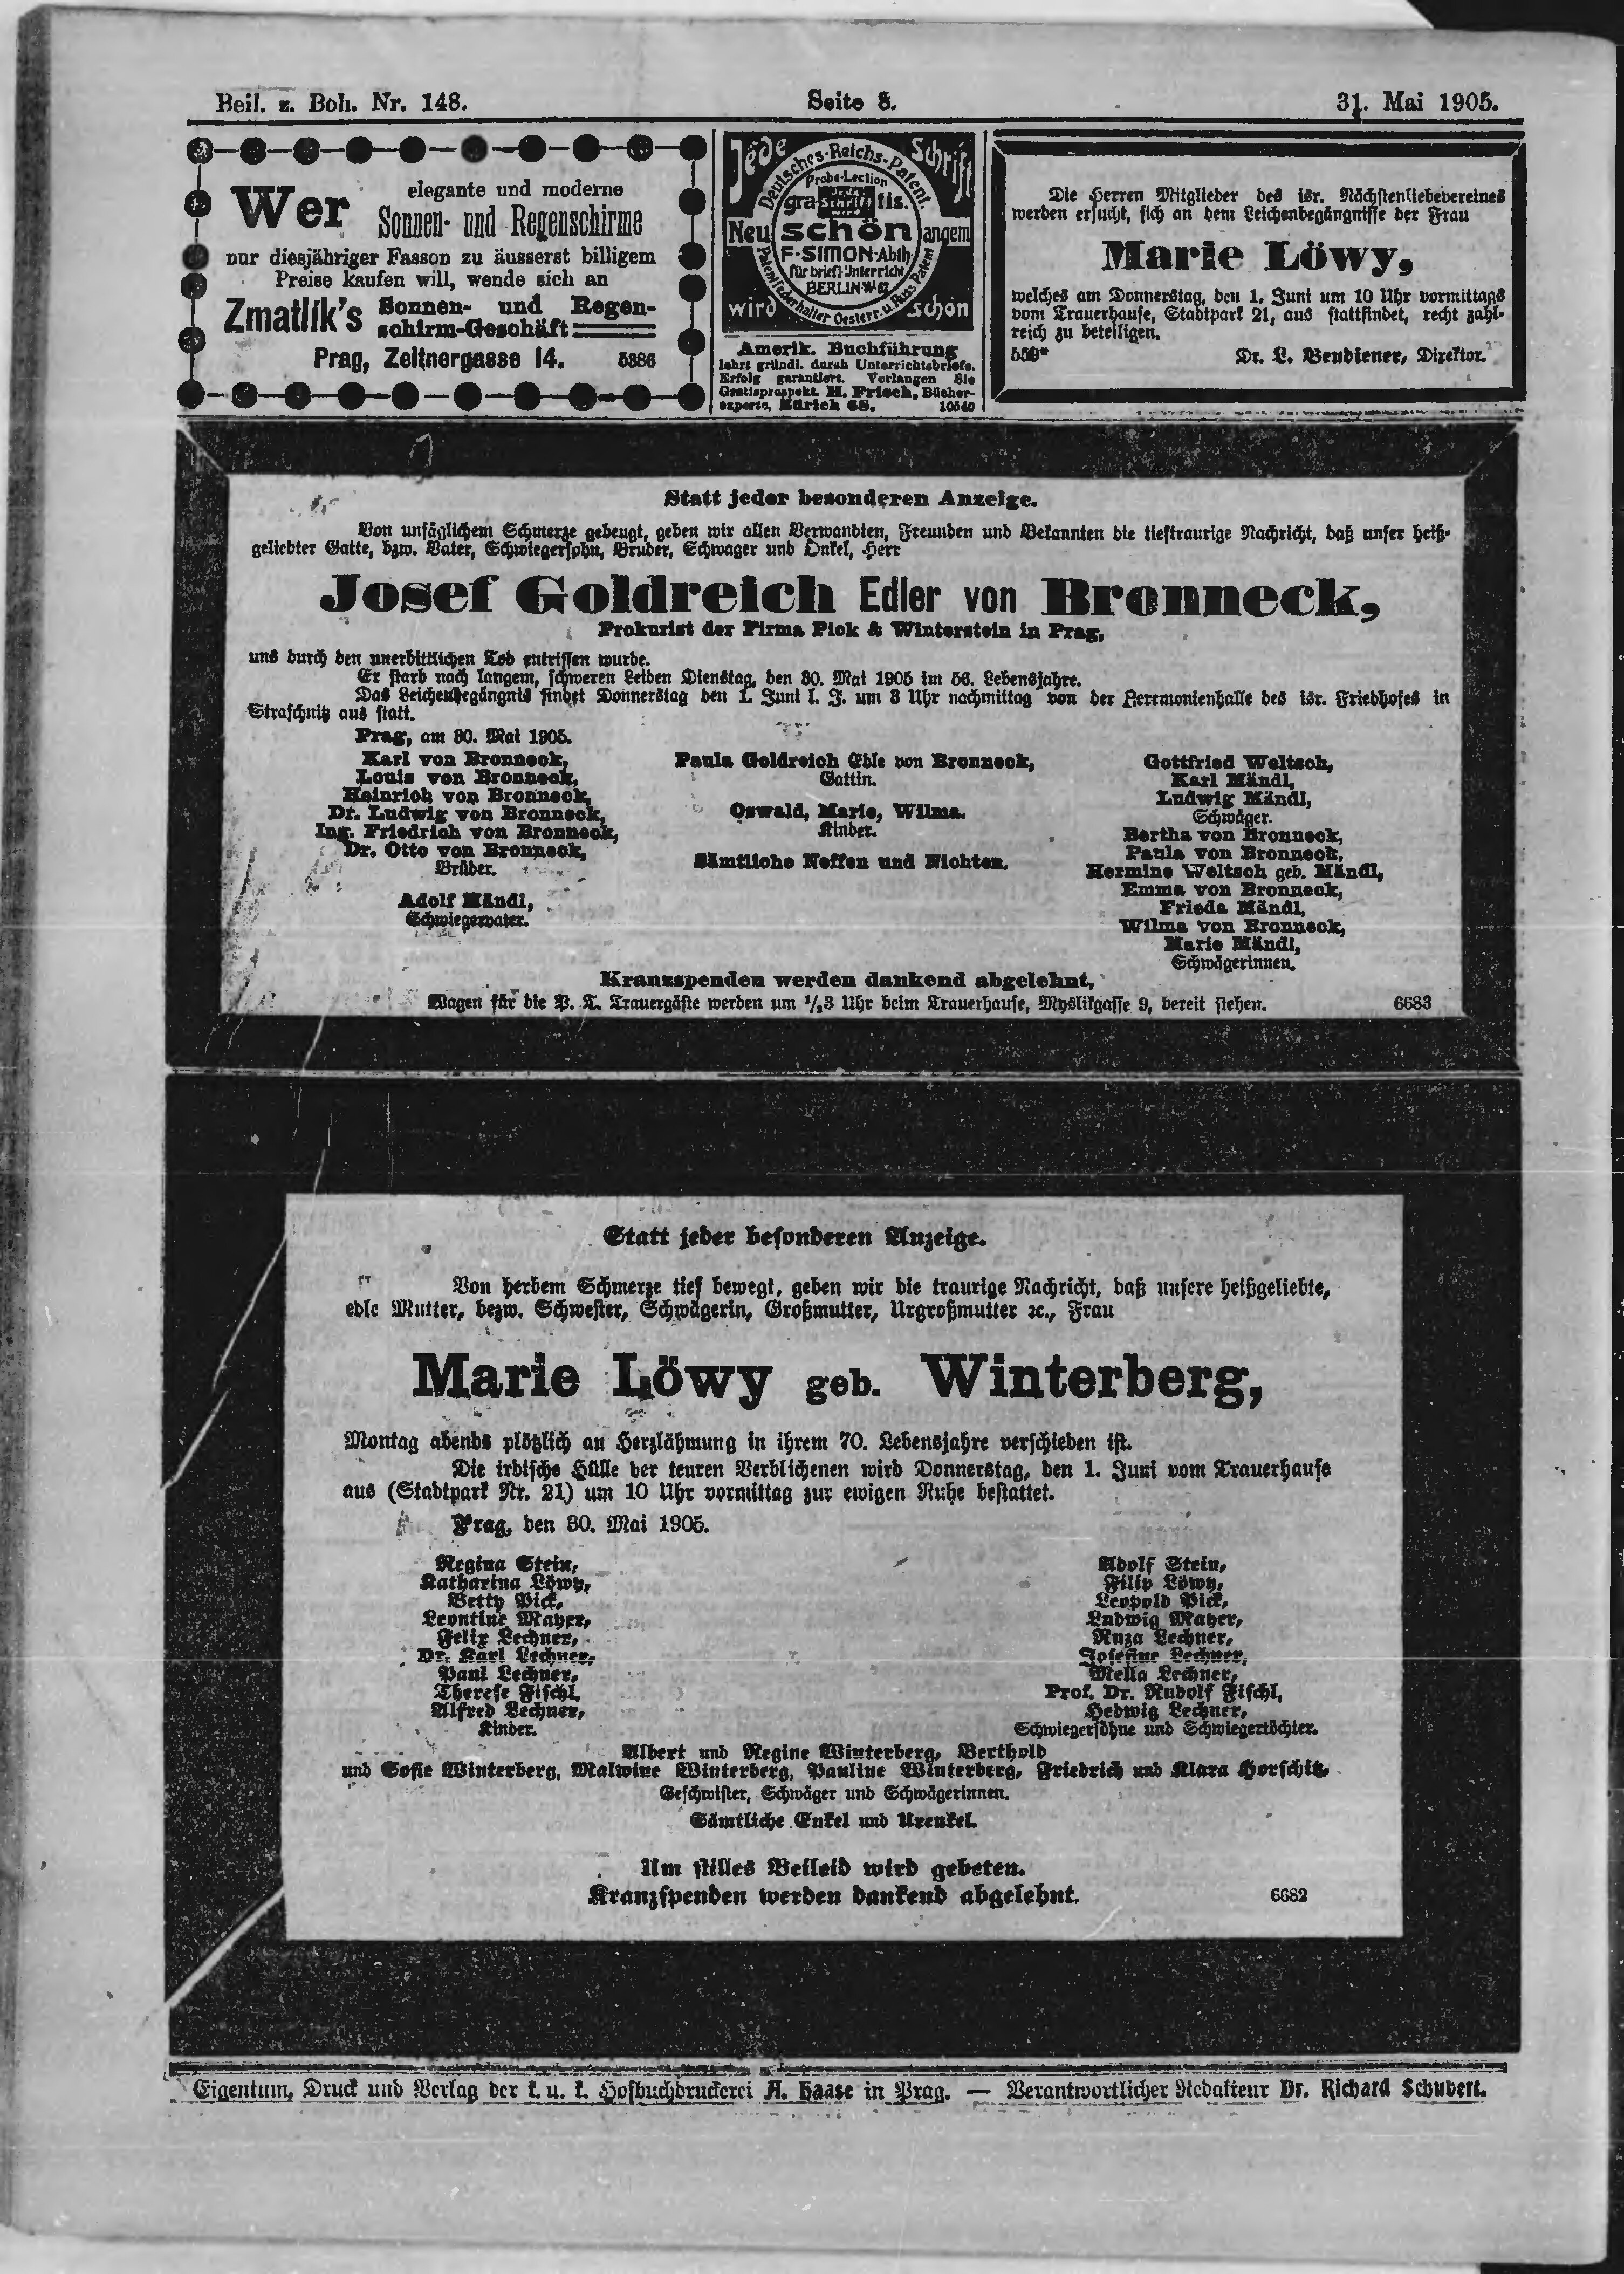 Beil. z. Boh. Nr. 148.
Seite 8.
31. Mai 1905.
Wer
elegante und moderne
Sonnen- und Regenschirme
nur diesjähriger Fasson zu äusserst billigem
Preise kaufen will, wende sich an
Zmatlík's Sonnen- und Regen-
schirm-Geschäft
Prag, Zeltnergasse 14. 5386
Jede Schrift
Deutsches-Reichs-Patent.
Probe-Lection
gra- Jede Schrift wird tis.
Neu schön angem
F. SIMON. Abth.
für briefl. Unterricht
BERLIN. W. 62
Patentfederhalter Oesterr. u. Russ. Patent
wird schön
Amerik. Buchführung
lehrt gründl. durch Unterrichtsbriefe.
Erfolg garantiert. Verlangen Sie
Gratisprospekt. H. Frisch, Bücher-
experte, Zürich 68. 10540
Die Herren Mitglieder des isr. Nächstenliebevereines
werden ersucht, sich an dem Leichenbegängnisse der Frau
Marie Löwy,
welches am Donnerstag, den 1. Juni um 10 Uhr vormittags
vom Trauerhause, Stadtpark 21, aus stattfindet, recht zahl-
reich zu beteiligen.
559* Dr. L. Bendiener, Direktor.
Statt jeder besonderen Anzeige.
Von unsäglichem Schmerze gebeugt, geben wir allen Verwandten, Freunden und Bekannten die tieftraurige Nachricht, daß unser heiß-
geliebter Gatte, bzw. Vater, Schwiegersohn, Bruder, Schwager und Onkel, Herr
Josef Goldreich Edler von Bronneck,
Prokurist der Firma Pick & Winterstein in Prag,
uns durch den unerbittlichen Tod entrissen wurde.
Er starb nach langem, schweren Leiden Dienstag, den 30. Mai 1905 im 56. Lebensjahre.
Das Leichenbegängnis findet Donnerstag den 1. Juni l. J. um 3 Uhr nachmittag von der Zeremonienhalle des isr. Friedhofes in
Straschnitz aus statt.
Prag, am 30. Mai 1905.
Karl von Bronneck,
Louis von Bronneck,
Heinrich von Bronneck,
Dr. Ludwig von Bronneck,
Ing. Friedrich von Bronneck,
Dr. Otto von Bronneck,
Brüder.
Adolf Mändl,
Schwiegervater.
Paula Goldreich Edle von Bronneck,
Gattin.
Oswald, Marie, Wilma.
Kinder.
Sämtliche Neffen und Nichten.
Gottfried Weltsch,
Karl Mändl,
Ludwig Mändl,
Schwäger.
Bertha von Bronneck,
Paula von Bronneck,
Hermine Weltsch geb. Mändl,
Emma von Bronneck,
Frieda Mändl,
Wilma von Bronneck,
Marie Mändl,
Schwägerinnen.
Kranzspenden werden dankend abgelehnt,
Wagen für die P. T. Trauergäste werden um 1/23 Uhr beim Trauerhause, Myslikgasse 9, bereit stehen. 6683
Statt jeder besonderen Anzeige.
Von herbem Schmerze tief bewegt, geben wir die traurige Nachricht, daß unsere heißgeliebte,
edle Mutter, bezw. Schwester, Schwägerin, Großmutter, Urgroßmutter ꝛc., Frau
Marie Löwy geb. Winterberg,
Montag abends plötzlich an Herzlähmung in ihrem 70. Lebensjahre verschieden ist.
Die irdische Hülle der teuren Verblichenen wird Donnerstag, den 1. Juni vom Trauerhause
aus (Stadtpark Nr. 21) um 10 Uhr vormittag zur ewigen Ruhe bestattet.
Prag, den 30. Mai 1905.
Regina Stein,
Katharina Löwy,
Betty Pick,
Leontine Mayer,
Felix Lechner,
Dr. Karl Lechner,
Paul Lechner,
Therese Fischl,
Alfred Lechner,
Kinder.
Adolf Stein,
Filip Löwy,
Leopold Pick,
Ludwig Mayer,
Ruza Lechner,
Josefine Lechner,
Mella Lechner,
Prof. Dr. Rudolf Fischl,
Hedwig Lechner,
Schwiegersöhne und Schwiegertöchter.
Albert und Regine Winterberg, Berthold
und Sofie Winterberg, Malwine Winterberg, Pauline Winterberg, Friedrich und Klara Horschitz,
Geschwister, Schwäger und Schwägerinnen.
Sämtliche Enkel und Urenkel.
Um stilles Beileid wird gebeten.
Kranzspenden werden dankend abgelehnt. 6682
Eigentum, Druck und Verlag der k. u. k. Hofbuchdruckerei A. Haase in Prag. — Verantwortlicher Redakteur Dr. Richard Schubert.